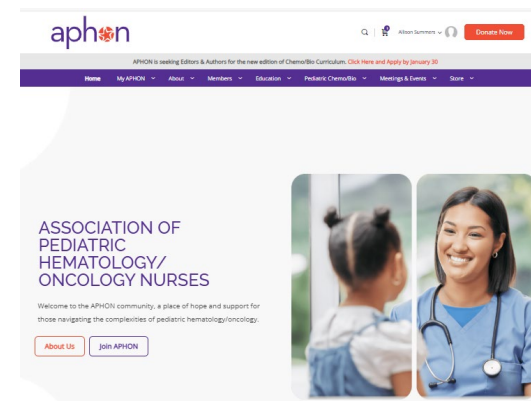 aphon
Allison Summers
Donate Now
APHON is seeking Editors & Authors for the new edition of Chemo/Bio Curriculum. Click Here and Apply by January 30
Home My APHON About Members Education Pediatric Chemo/Bio Meetings & Events Store
ASSOCIATION OF
PEDIATRIC
HEMATOLOGY/
ONCOLOGY NURSES
Welcome to the APHON community, a place of hope and support for
those navigating the complexities of pediatric hematology/oncology.
About Us Join APHON